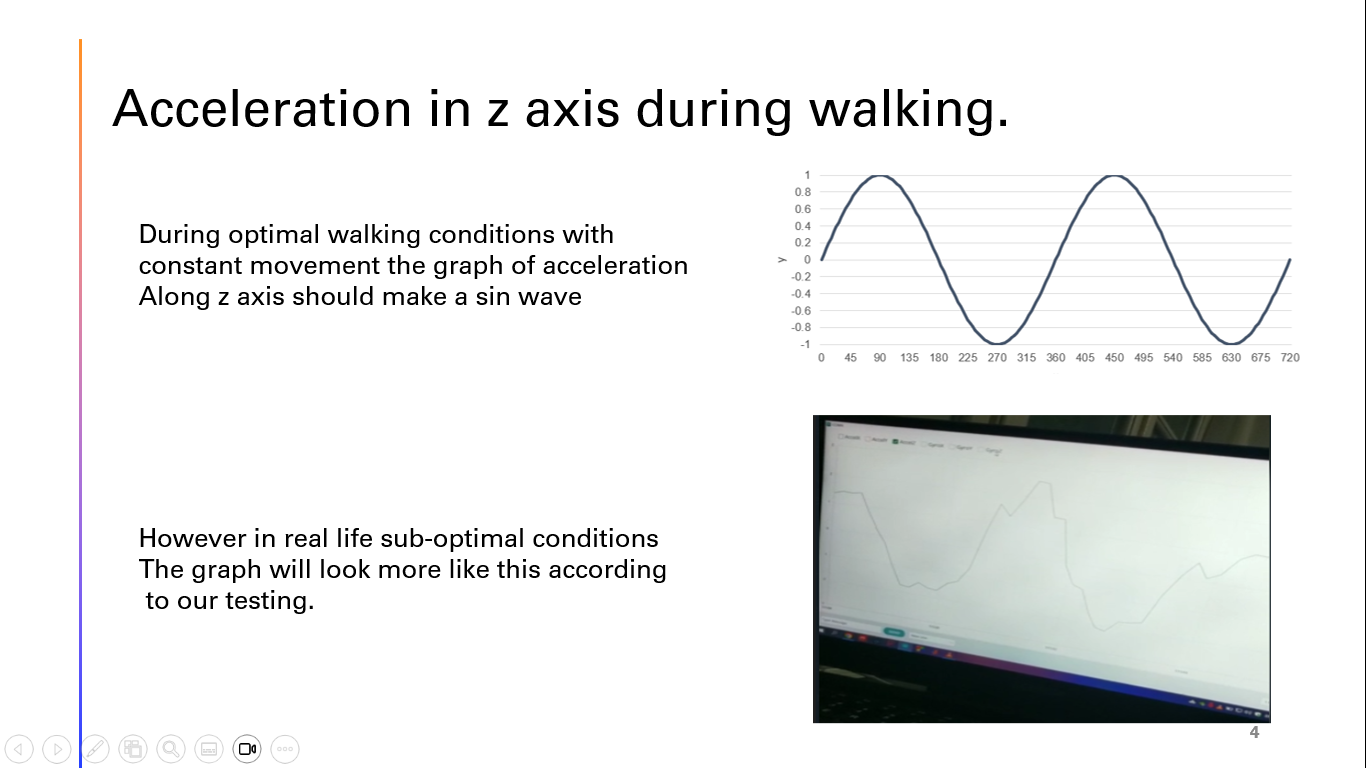 Acceleration in z axis during walking.
During optimal walking conditions with
constant movement the graph of acceleration
Along z axis should make a sin wave
1
0.8
0.6
0.4
0.2
0
-0.2
-0.4
-0.6
-0.8
-1
y
0 45 90 135 180 225 270 315 360 405 450 495 540 585 630 675 720
However in real life sub-optimal conditions
The graph will look more like this according
to our testing.
4